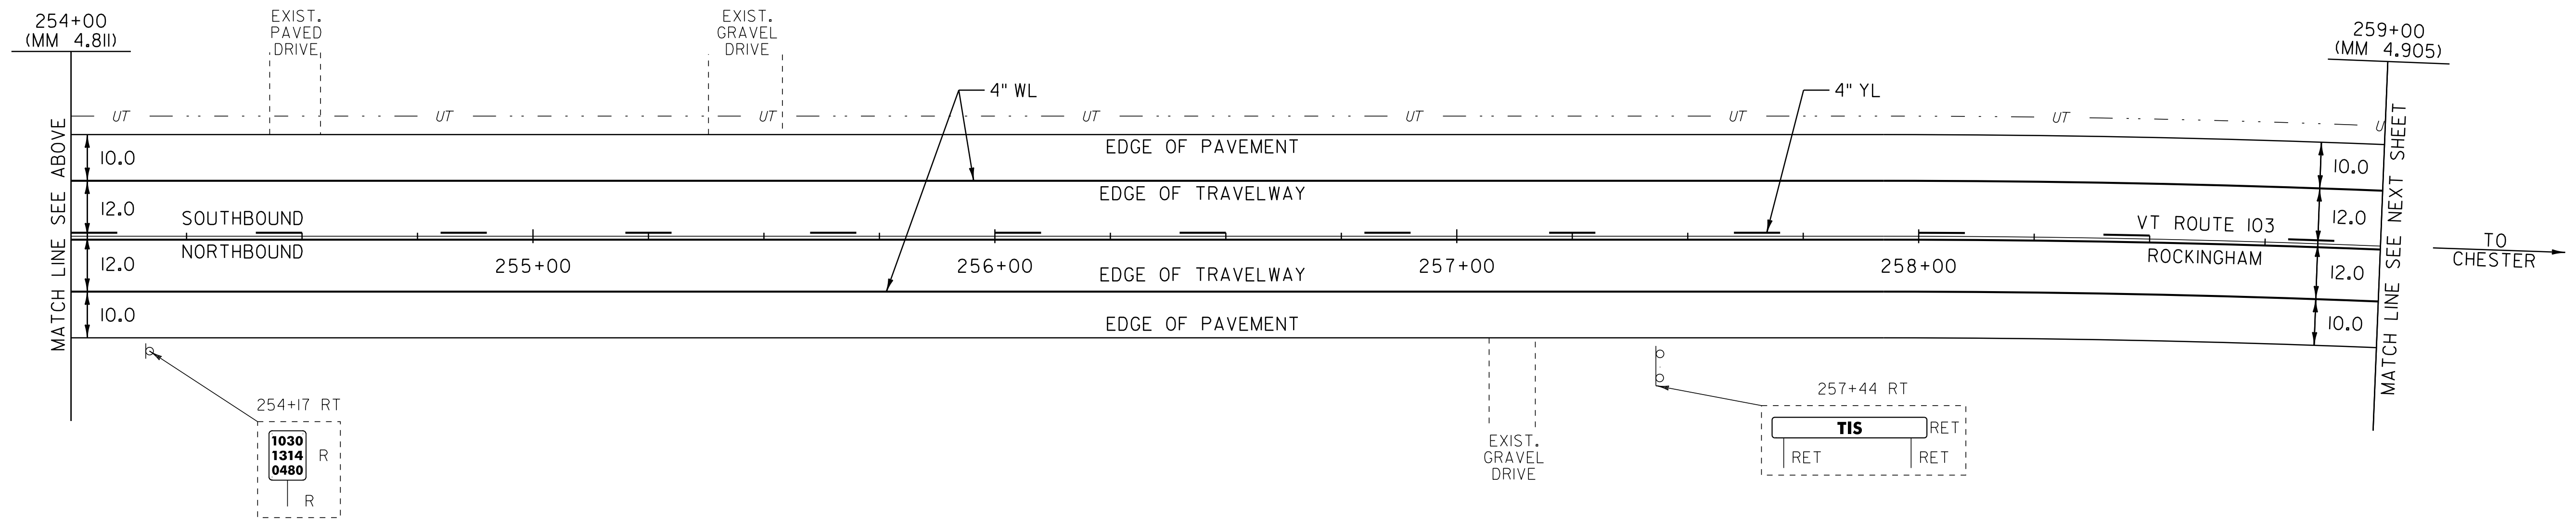 254+00
(MM 4.811)
EXIST.
PAVED
DRIVE
EXIST.
GRAVEL
DRIVE
259+00
(MM 4.905)
4" WL
4" YL
UT
UT
UT
UT
UT
UT
UT
U
MATCH LINE SEE ABOVE
10.0
EDGE OF PAVEMENT
10.0
EDGE OF TRAVELWAY
12.0
SOUTHBOUND
VT ROUTE 103
12.0
NORTHBOUND
ROCKINGHAM
TO
CHESTER
12.0
255+00
256+00
257+00
258+00
12.0
EDGE OF TRAVELWAY
10.0
EDGE OF PAVEMENT
10.0
MATCH LINE SEE NEXT SHEET
254+17 RT
1030
1314
0480
R
R
EXIST.
GRAVEL
DRIVE
257+44 RT
TIS
RET
RET
RET